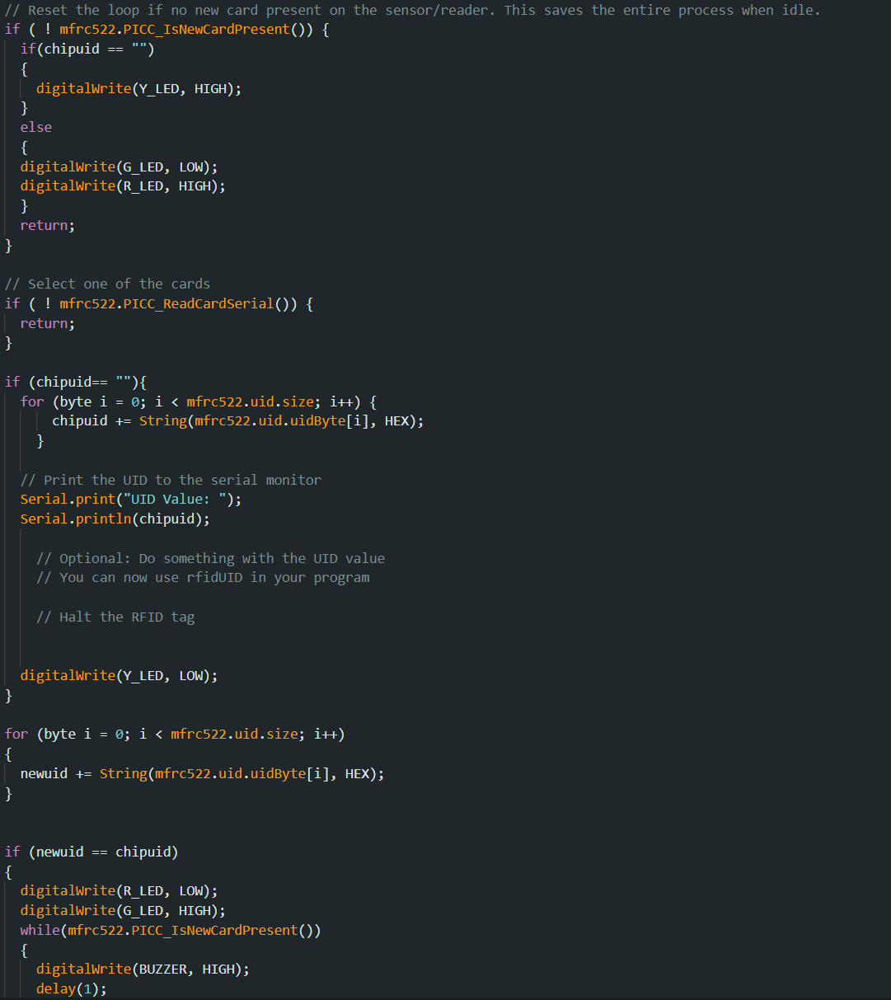 // Reset the loop if no new card present on the sensor/reader. This saves the entire process when idle.
if ( ! mfrc522.PICC_IsNewCardPresent()) {
  if(chipuid == "")
  {
    digitalWrite(Y_LED, HIGH);
  }
  else
  {
  digitalWrite(G_LED, LOW);
  digitalWrite(R_LED, HIGH);
  }
  return;
}

// Select one of the cards
if ( ! mfrc522.PICC_ReadCardSerial()) {
  return;
}

if (chipuid== ""){
  for (byte i = 0; i < mfrc522.uid.size; i++) {
      chipuid += String(mfrc522.uid.uidByte[i], HEX);
    }

  // Print the UID to the serial monitor
  Serial.print("UID Value: ");
  Serial.println(chipuid);

    // Optional: Do something with the UID value
    // You can now use rfidUID in your program

    // Halt the RFID tag


  digitalWrite(Y_LED, LOW);
}

for (byte i = 0; i < mfrc522.uid.size; i++)
{
  newuid += String(mfrc522.uid.uidByte[i], HEX);
}


if (newuid == chipuid)
{
  digitalWrite(R_LED, LOW);
  digitalWrite(G_LED, HIGH);
  while(mfrc522.PICC_IsNewCardPresent())
  {
    digitalWrite(BUZZER, HIGH);
    delay(1);